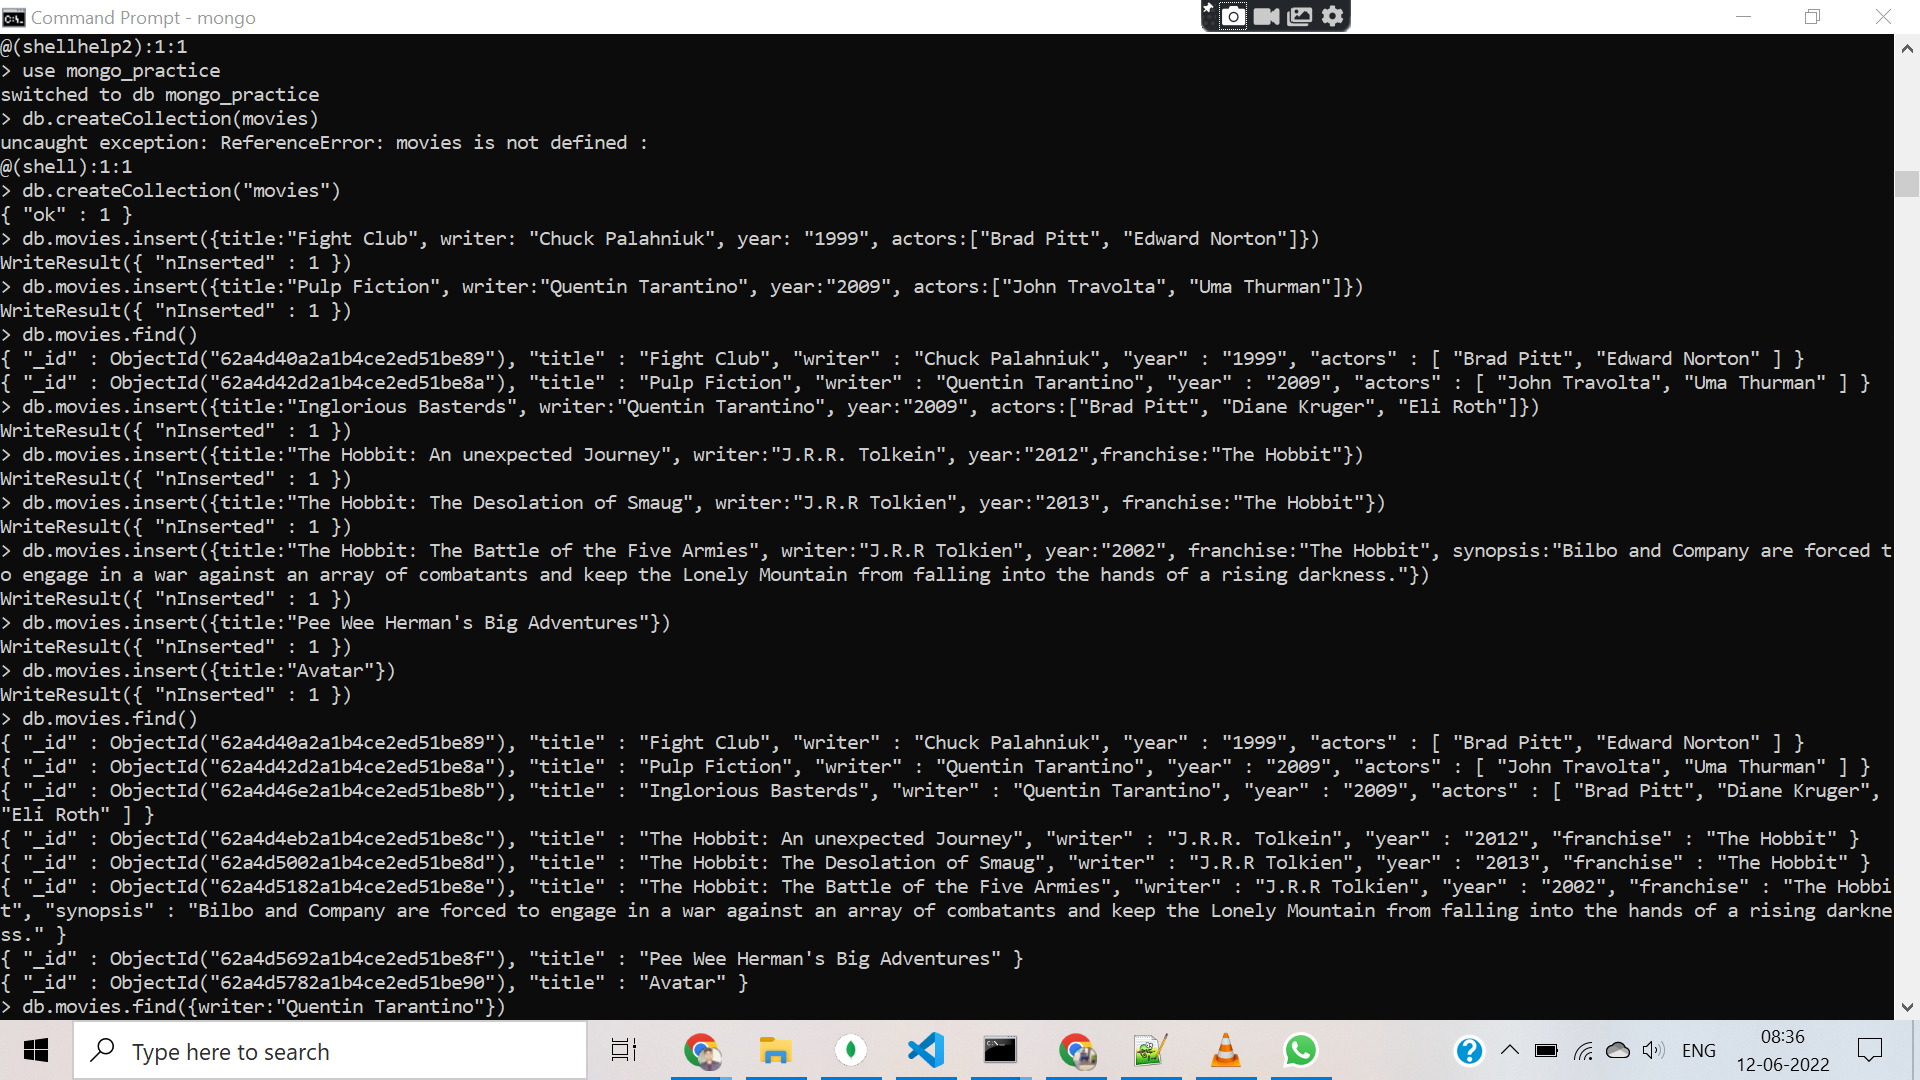 Command Prompt - mongo
@(shellhelp2):1:1
> use mongo_practice
switched to db mongo_practice
> db.createCollection(movies)
uncaught exception: ReferenceError: movies is not defined :
@(shell):1:1
> db.createCollection("movies")
{ "ok" : 1 }
> db.movies.insert({title:"Fight Club", writer: "Chuck Palahniuk", year: "1999", actors:["Brad Pitt", "Edward Norton"]})
WriteResult({ "nInserted" : 1 })
> db.movies.insert({title:"Pulp Fiction", writer:"Quentin Tarantino", year:"2009", actors:["John Travolta", "Uma Thurman"]})
WriteResult({ "nInserted" : 1 })
> db.movies.find()
{ "_id" : ObjectId("62a4d40a2a1b4ce2ed51be89"), "title" : "Fight Club", "writer" : "Chuck Palahniuk", "year" : "1999", "actors" : [ "Brad Pitt", "Edward Norton" ] }
{ "_id" : ObjectId("62a4d42d2a1b4ce2ed51be8a"), "title" : "Pulp Fiction", "writer" : "Quentin Tarantino", "year" : "2009", "actors" : [ "John Travolta", "Uma Thurman" ] }
> db.movies.insert({title:"Inglorious Basterds", writer:"Quentin Tarantino", year:"2009", actors:["Brad Pitt", "Diane Kruger", "Eli Roth"]})
WriteResult({ "nInserted" : 1 })
> db.movies.insert({title:"The Hobbit: An unexpected Journey", writer:"J.R.R. Tolkein", year:"2012",franchise:"The Hobbit"})
WriteResult({ "nInserted" : 1 })
> db.movies.insert({title:"The Hobbit: The Desolation of Smaug", writer:"J.R.R Tolkien", year:"2013", franchise:"The Hobbit"})
WriteResult({ "nInserted" : 1 })
> db.movies.insert({title:"The Hobbit: The Battle of the Five Armies", writer:"J.R.R Tolkien", year:"2002", franchise:"The Hobbit", synopsis:"Bilbo and Company are forced t
o engage in a war against an array of combatants and keep the Lonely Mountain from falling into the hands of a rising darkness."})
WriteResult({ "nInserted" : 1 })
> db.movies.insert({title:"Pee Wee Herman's Big Adventures"})
WriteResult({ "nInserted" : 1 })
> db.movies.insert({title:"Avatar"})
WriteResult({ "nInserted" : 1 })
> db.movies.find()
{ "_id" : ObjectId("62a4d40a2a1b4ce2ed51be89"), "title" : "Fight Club", "writer" : "Chuck Palahniuk", "year" : "1999", "actors" : [ "Brad Pitt", "Edward Norton" ] }
{ "_id" : ObjectId("62a4d42d2a1b4ce2ed51be8a"), "title" : "Pulp Fiction", "writer" : "Quentin Tarantino", "year" : "2009", "actors" : [ "John Travolta", "Uma Thurman" ] }
{ "_id" : ObjectId("62a4d46e2a1b4ce2ed51be8b"), "title" : "Inglorious Basterds", "writer" : "Quentin Tarantino", "year" : "2009", "actors" : [ "Brad Pitt", "Diane Kruger",
"Eli Roth" ] }
{ "_id" : ObjectId("62a4d4eb2a1b4ce2ed51be8c"), "title" : "The Hobbit: An unexpected Journey", "writer" : "J.R.R. Tolkein", "year" : "2012", "franchise" : "The Hobbit" }
{ "_id" : ObjectId("62a4d5002a1b4ce2ed51be8d"), "title" : "The Hobbit: The Desolation of Smaug", "writer" : "J.R.R Tolkien", "year" : "2013", "franchise" : "The Hobbit" }
{ "_id" : ObjectId("62a4d5182a1b4ce2ed51be8e"), "title" : "The Hobbit: The Battle of the Five Armies", "writer" : "J.R.R Tolkien", "year" : "2002", "franchise" : "The Hobbi
t", "synopsis" : "Bilbo and Company are forced to engage in a war against an array of combatants and keep the Lonely Mountain from falling into the hands of a rising darkne
ss." }
{ "_id" : ObjectId("62a4d5692a1b4ce2ed51be8f"), "title" : "Pee Wee Herman's Big Adventures" }
{ "_id" : ObjectId("62a4d5782a1b4ce2ed51be90"), "title" : "Avatar" }
> db.movies.find({writer:"Quentin Tarantino"})
Type here to search
ENG
08:36
12-06-2022